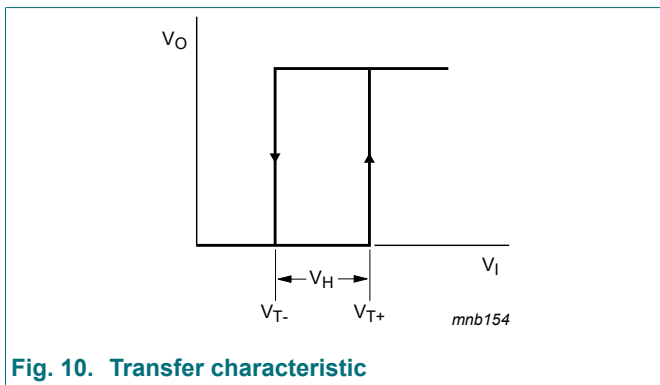 VO
VI
VH
VT-
VT+
mnb154
Fig. 10. Transfer characteristic